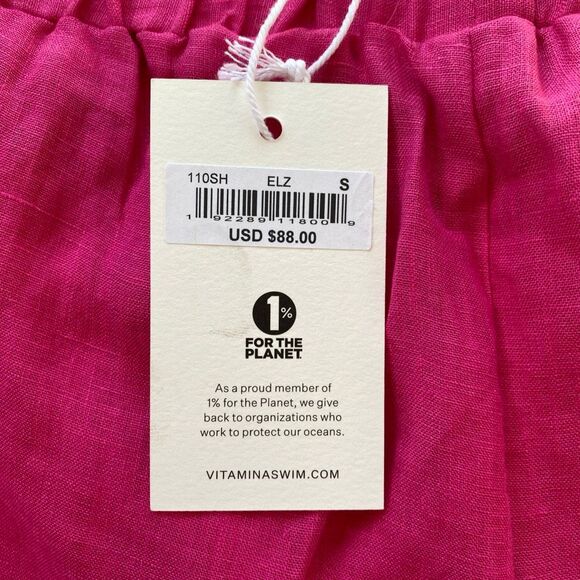 110SH ELZ S
1 92289 11800 9
USD $88.00
1%
FOR THE
PLANET
As a proud member of
1% for the Planet, we give
back to organizations who
work to protect our oceans.
VITAMINASWIM.COM